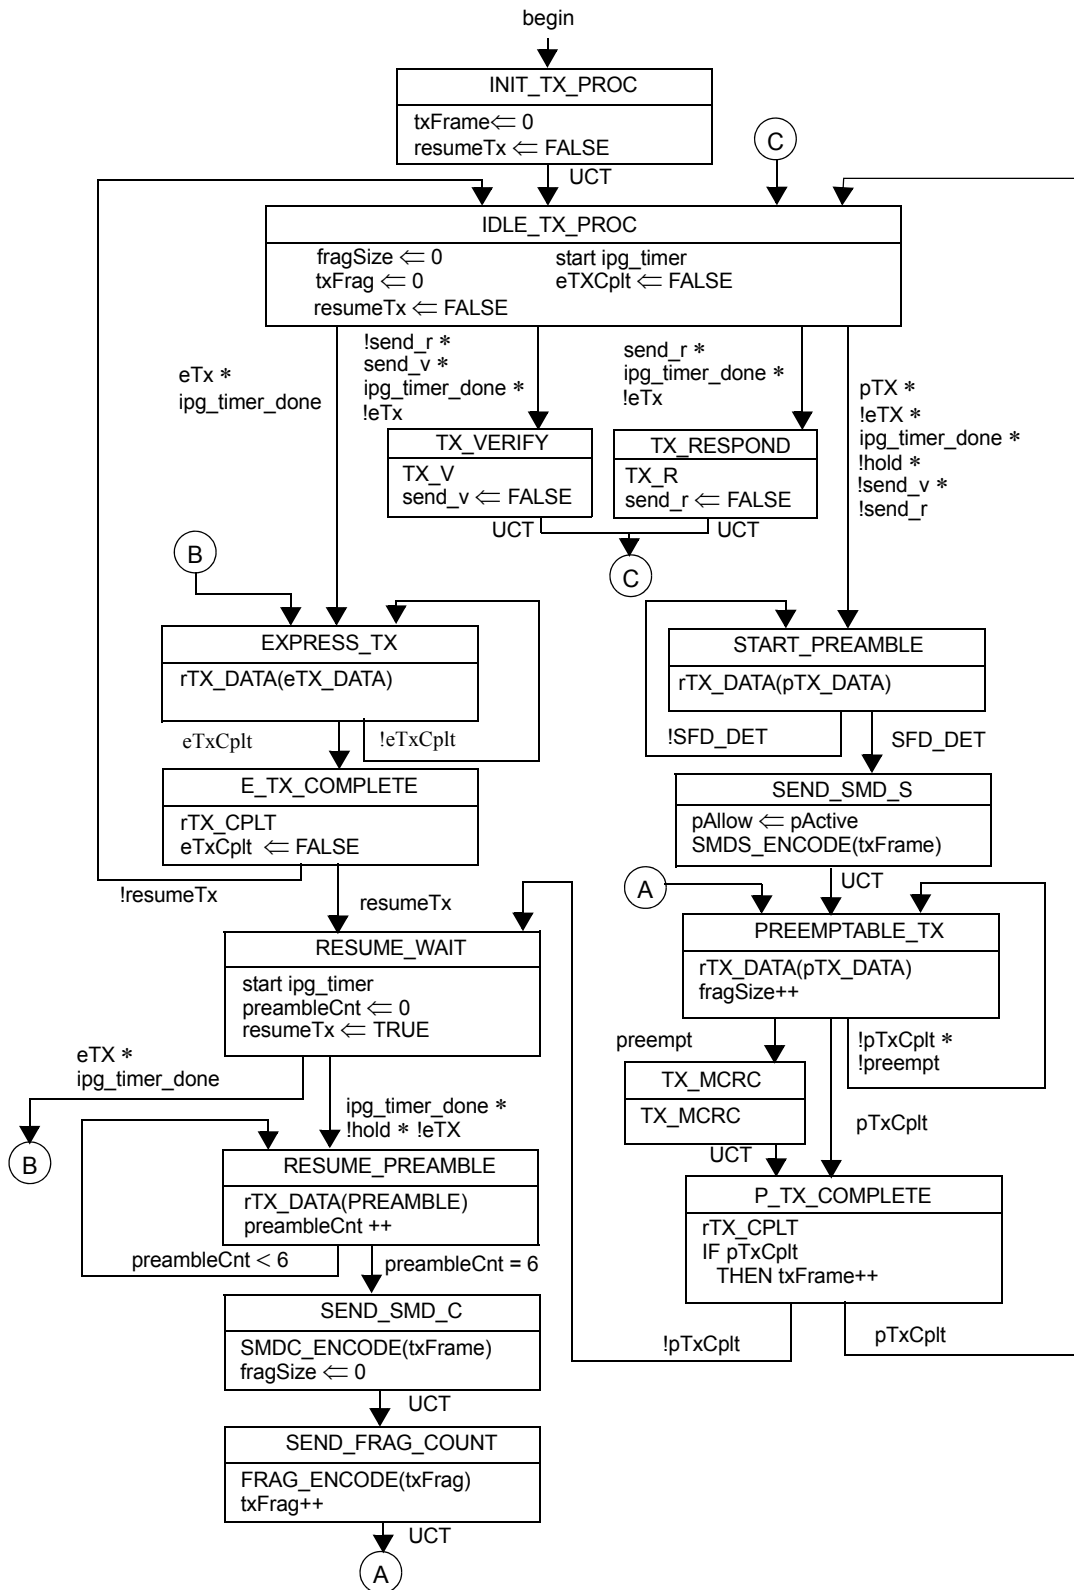 begin
INIT_TX_PROC
txFrame⇐ 0
resumeTx ⇐ FALSE
UCT
C
IDLE_TX_PROC
fragSize ⇐ 0
txFrag ⇐ 0
resumeTx ⇐ FALSE
start ipg_timer
eTXCplt ⇐ FALSE
eTx *
ipg_timer_done
!send_r *
send_v *
ipg_timer_done *
!eTx
send_r *
ipg_timer_done *
!eTx
pTX *
!eTX *
ipg_timer_done *
!hold *
!send_v *
!send_r
TX_VERIFY
TX_V
send_v ⇐ FALSE
UCT
TX_RESPOND
TX_R
send_r ⇐ FALSE
UCT
C
B
EXPRESS_TX
rTX_DATA(eTX_DATA)
eTxCplt
!eTxCplt
START_PREAMBLE
rTX_DATA(pTX_DATA)
!SFD_DET
SFD_DET
E_TX_COMPLETE
rTX_CPLT
eTxCplt ⇐ FALSE
!resumeTx
resumeTx
SEND_SMD_S
pAllow ⇐ pActive
SMDS_ENCODE(txFrame)
UCT
A
RESUME_WAIT
start ipg_timer
preambleCnt ⇐ 0
resumeTx ⇐ TRUE
eTX *
ipg_timer_done
ipg_timer_done *
!hold * !eTX
B
PREEMPTABLE_TX
rTX_DATA(pTX_DATA)
fragSize++
preempt
!pTxCplt *
!preempt
pTxCplt
TX_MCRC
TX_MCRC
UCT
RESUME_PREAMBLE
rTX_DATA(PREAMBLE)
preambleCnt ++
preambleCnt < 6
preambleCnt = 6
P_TX_COMPLETE
rTX_CPLT
IF pTxCplt
THEN txFrame++
!pTxCplt
pTxCplt
SEND_SMD_C
SMDC_ENCODE(txFrame)
fragSize ⇐ 0
UCT
SEND_FRAG_COUNT
FRAG_ENCODE(txFrag)
txFrag++
UCT
A